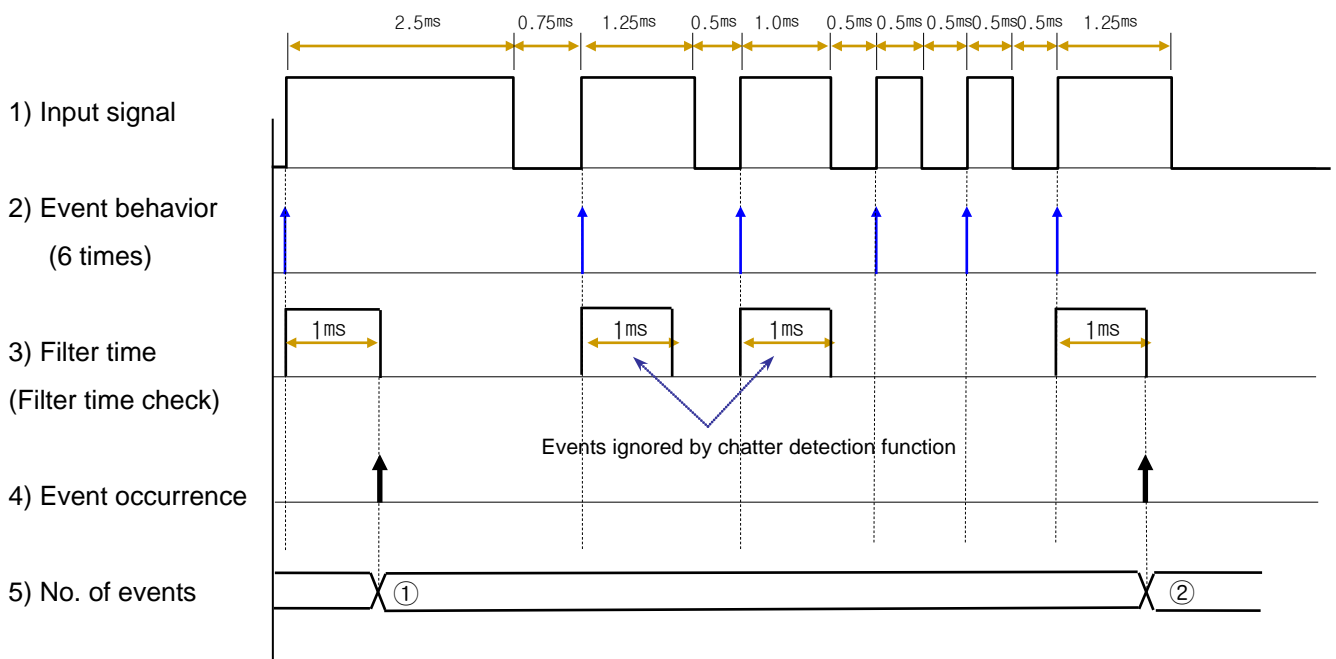 2.5ms 0.75ms 1.25ms 0.5ms 1.0ms 0.5ms 0.5ms 0.5ms 0.5ms 0.5ms 1.25ms
1) Input signal
2) Event behavior
(6 times)
1ms 1ms 1ms 1ms
3) Filter time
(Filter time check)
Events ignored by chatter detection function
4) Event occurrence
5) No. of events ① ②